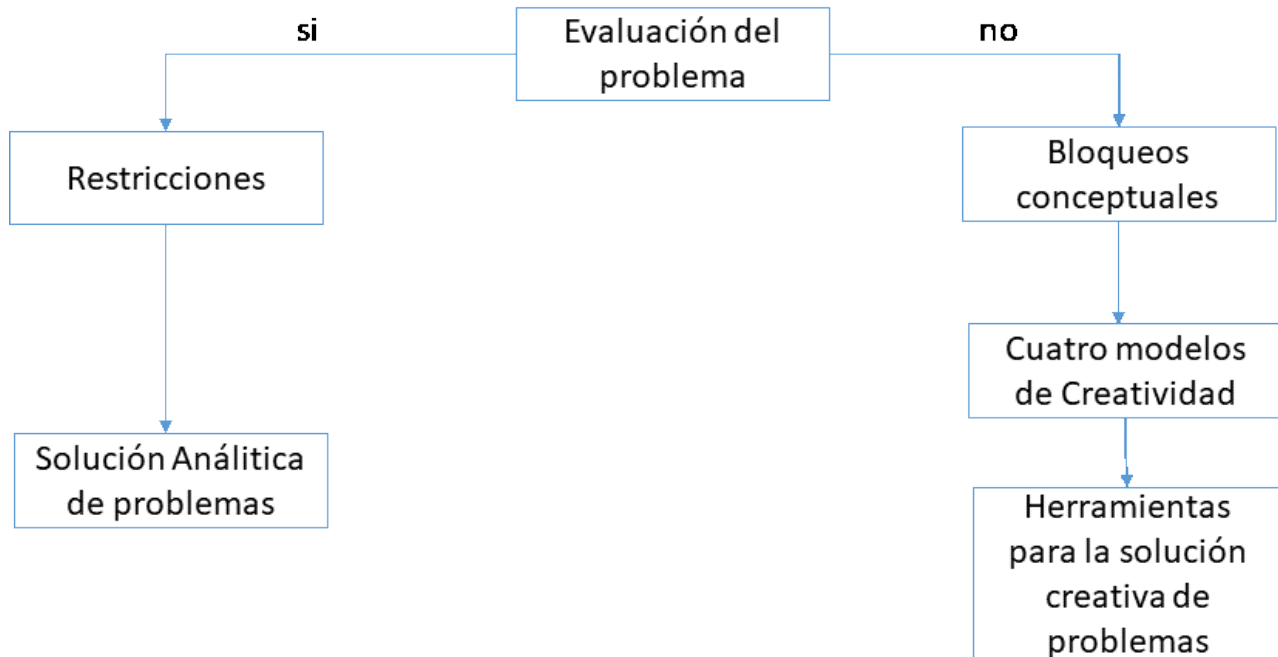 si
Evaluación del
problema
no
Restricciones
Bloqueos
conceptuales
Cuatro modelos
de Creatividad
Solución Análitica
de problemas
Herramientas
para la solución
creativa de
problemas